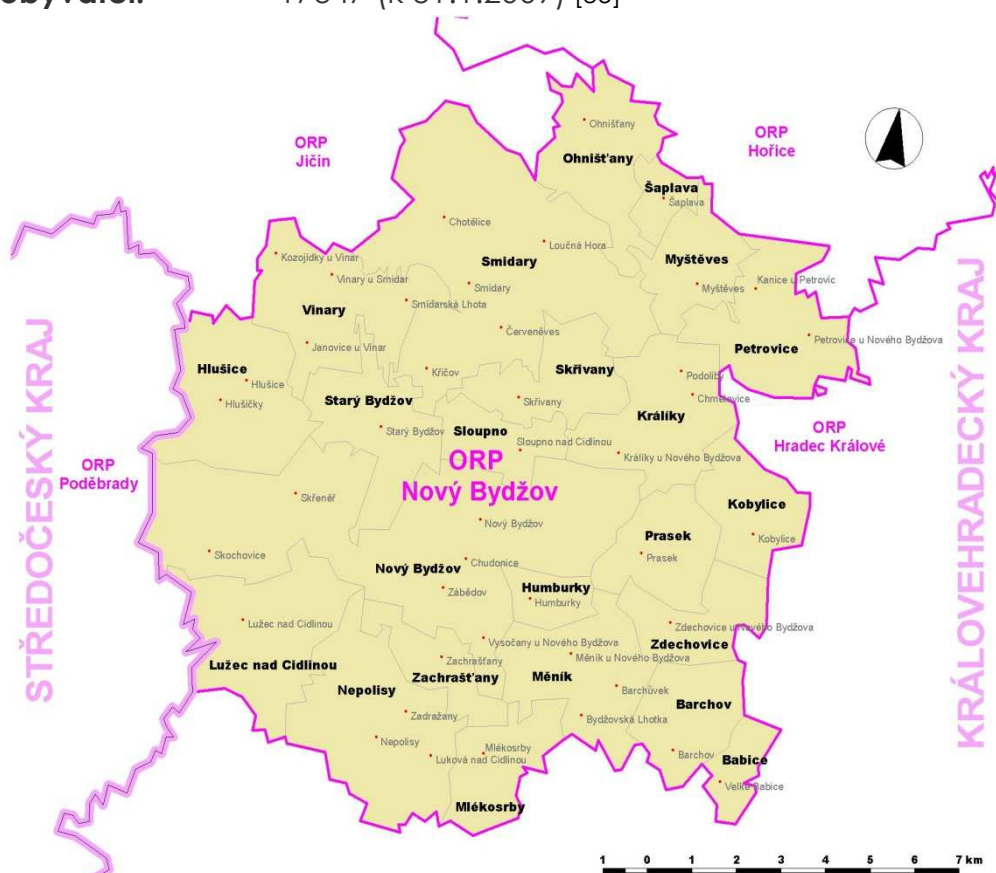 ORP
Jičín
ORP
Hořice
Ohnišťany
Ohnišťany
Šaplava
Šaplava
Chotělice
Loučná Hora
Kozojídky u Vinar
Vinary u Smidar
Smidary
Smidary
Myštěves
Myštěves
Kanice u Petrovic
Smidarská Lhota
Vinary
Červeněves
Petrovice
Petrovice u Nového Bydžova
Janovice u Vinar
Hlušice
Hlušice
Hlušičky
Křičov
Skřivany
Skřivany
Podoliby
Chmelovice
Starý Bydžov
Starý Bydžov
Sloupno
Sloupno nad Cidlinou
Králíky
Králíky u Nového Bydžova
ORP
Hradec Králové
ORP
Poděbrady
ORP
Nový Bydžov
Skřeněř
Nový Bydžov
Kobylice
Kobylice
Prasek
Prasek
Skochovice
Nový Bydžov
Chudonice
Zábědov
Humburky
Humburky
Lužec nad Cidlinou
Lužec nad Cidlinou
Zdechovice u Nového Bydžova
Zdechovice
Vysočany u Nového Bydžova
Měník u Nového Bydžova
Zachrašťany
Zachrašťany
Měník
Nepolisy
Barchůvek
Barchov
Zadražany
Bydžovská Lhotka
Nepolisy
Luková nad Cidlinou
Mlékosrby
Barchov
Babice
Velké Babice
Mlékosrby
STŘEDOČESKÝ KRAJ
KRÁLOVEHRADECKÝ KRAJ
1 0 1 2 3 4 5 6 7 km